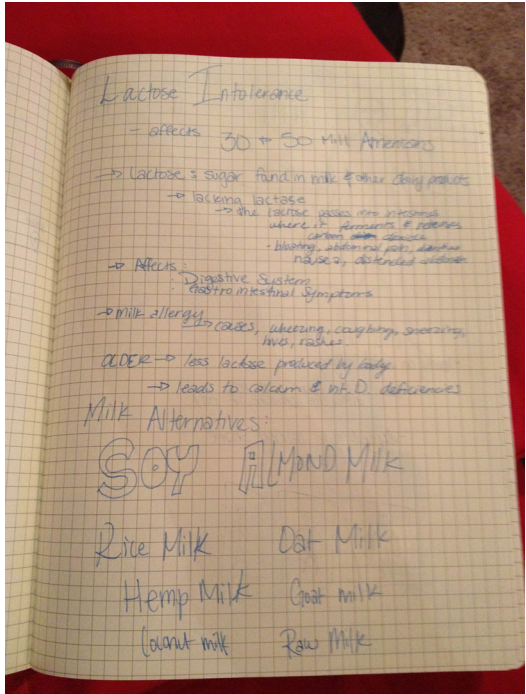 Lactose Intolerance
- affects 30 - 50 Mill Americans
→ Lactose = sugar found in milk & other dairy products
→ lacking lactase
→ the lactose passes into intestines
where it ferments & releases
carbon dioxide
• bloating, abdominal pain,
nausea, distended abdomen
→ Affects:
: Digestive System
Gastrointestinal Symptoms
→ Milk allergy
→ causes, wheezing, coughing, sneezing,
hives, rashes
OLDER → less lactose produced by body
→ leads to calcium & vit. D. deficiencies
Milk Alternatives:
SOY ALMOND Milk
Rice Milk Oat Milk
Hemp Milk Goat milk
Coconut milk Raw Milk